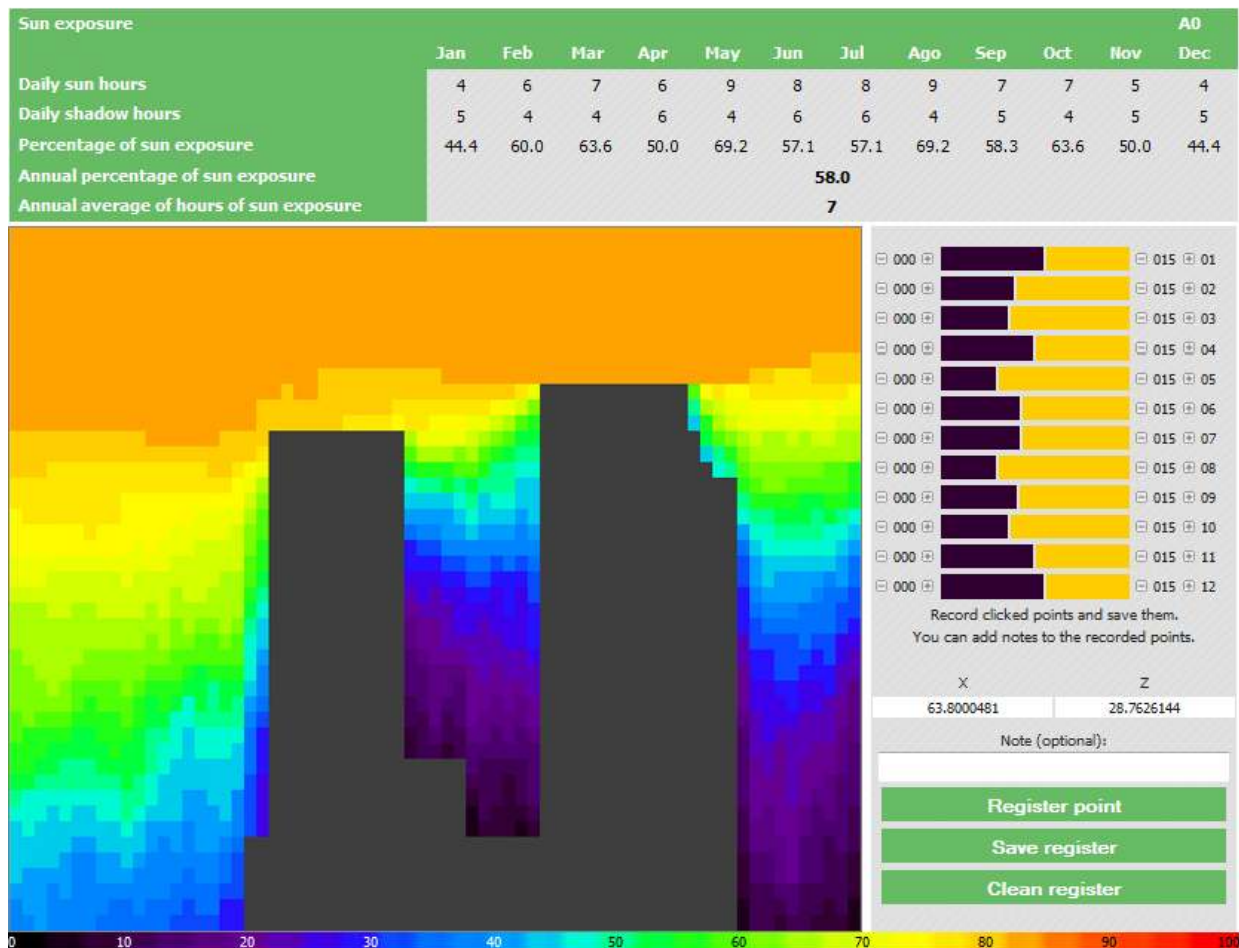 Sun exposure A0
Jan Feb Mar Apr May Jun Jul Ago Sep Oct Nov Dec
Daily sun hours 4 6 7 6 9 8 8 9 7 7 5 4
Daily shadow hours 5 4 4 6 4 6 6 4 5 4 5 5
Percentage of sun exposure 44.4 60.0 63.6 50.0 69.2 57.1 57.1 69.2 58.3 63.6 50.0 44.4
Annual percentage of sun exposure 58.0
Annual average of hours of sun exposure 7
000 015 01
000 015 02
000 015 03
000 015 04
000 015 05
000 015 06
000 015 07
000 015 08
000 015 09
000 015 10
000 015 11
000 015 12
Record clicked points and save them.
You can add notes to the recorded points.
X Z
63.8000481 28.7626144
Note (optional):
Register point
Save register
Clean register
0 10 20 30 40 50 60 70 80 90 100